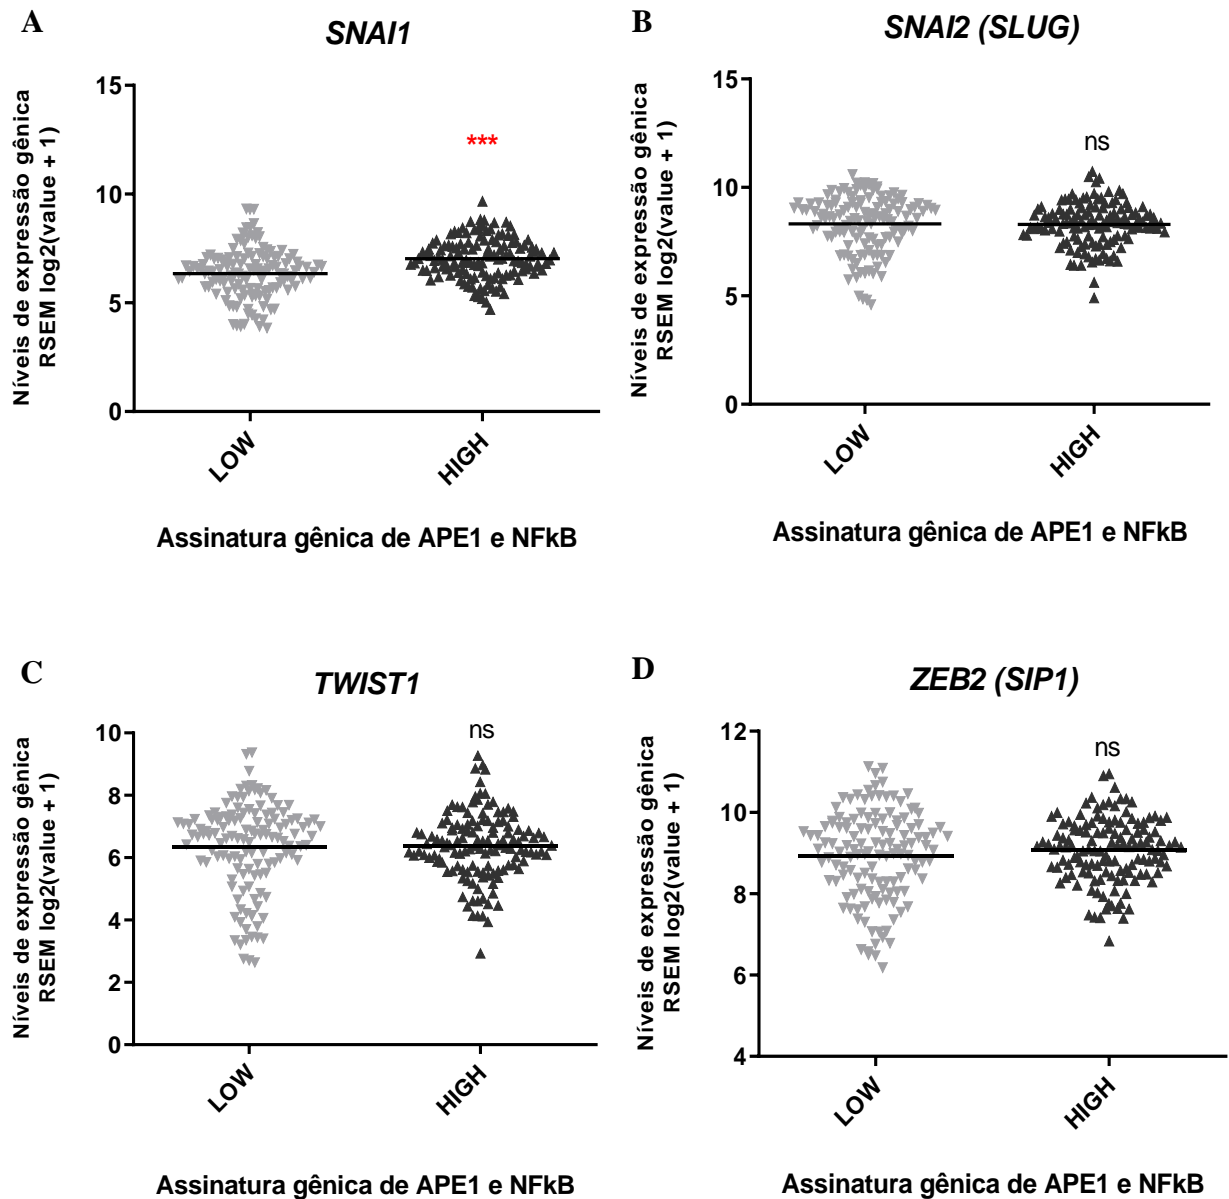 A
SNAI1
Níveis de expressão gênica
RSEM log2(value + 1)
15
10
5
0
***
LOW
HIGH
Assinatura gênica de APE1 e NFkB
B
SNAI2 (SLUG)
Níveis de expressão gênica
RSEM log2(value + 1)
15
10
5
0
ns
LOW
HIGH
Assinatura gênica de APE1 e NFkB
C
TWIST1
Níveis de expressão gênica
RSEM log2(value + 1)
10
8
6
4
2
0
ns
LOW
HIGH
Assinatura gênica de APE1 e NFkB
D
ZEB2 (SIP1)
Níveis de expressão gênica
RSEM log2(value + 1)
12
10
8
6
4
ns
LOW
HIGH
Assinatura gênica de APE1 e NFkB